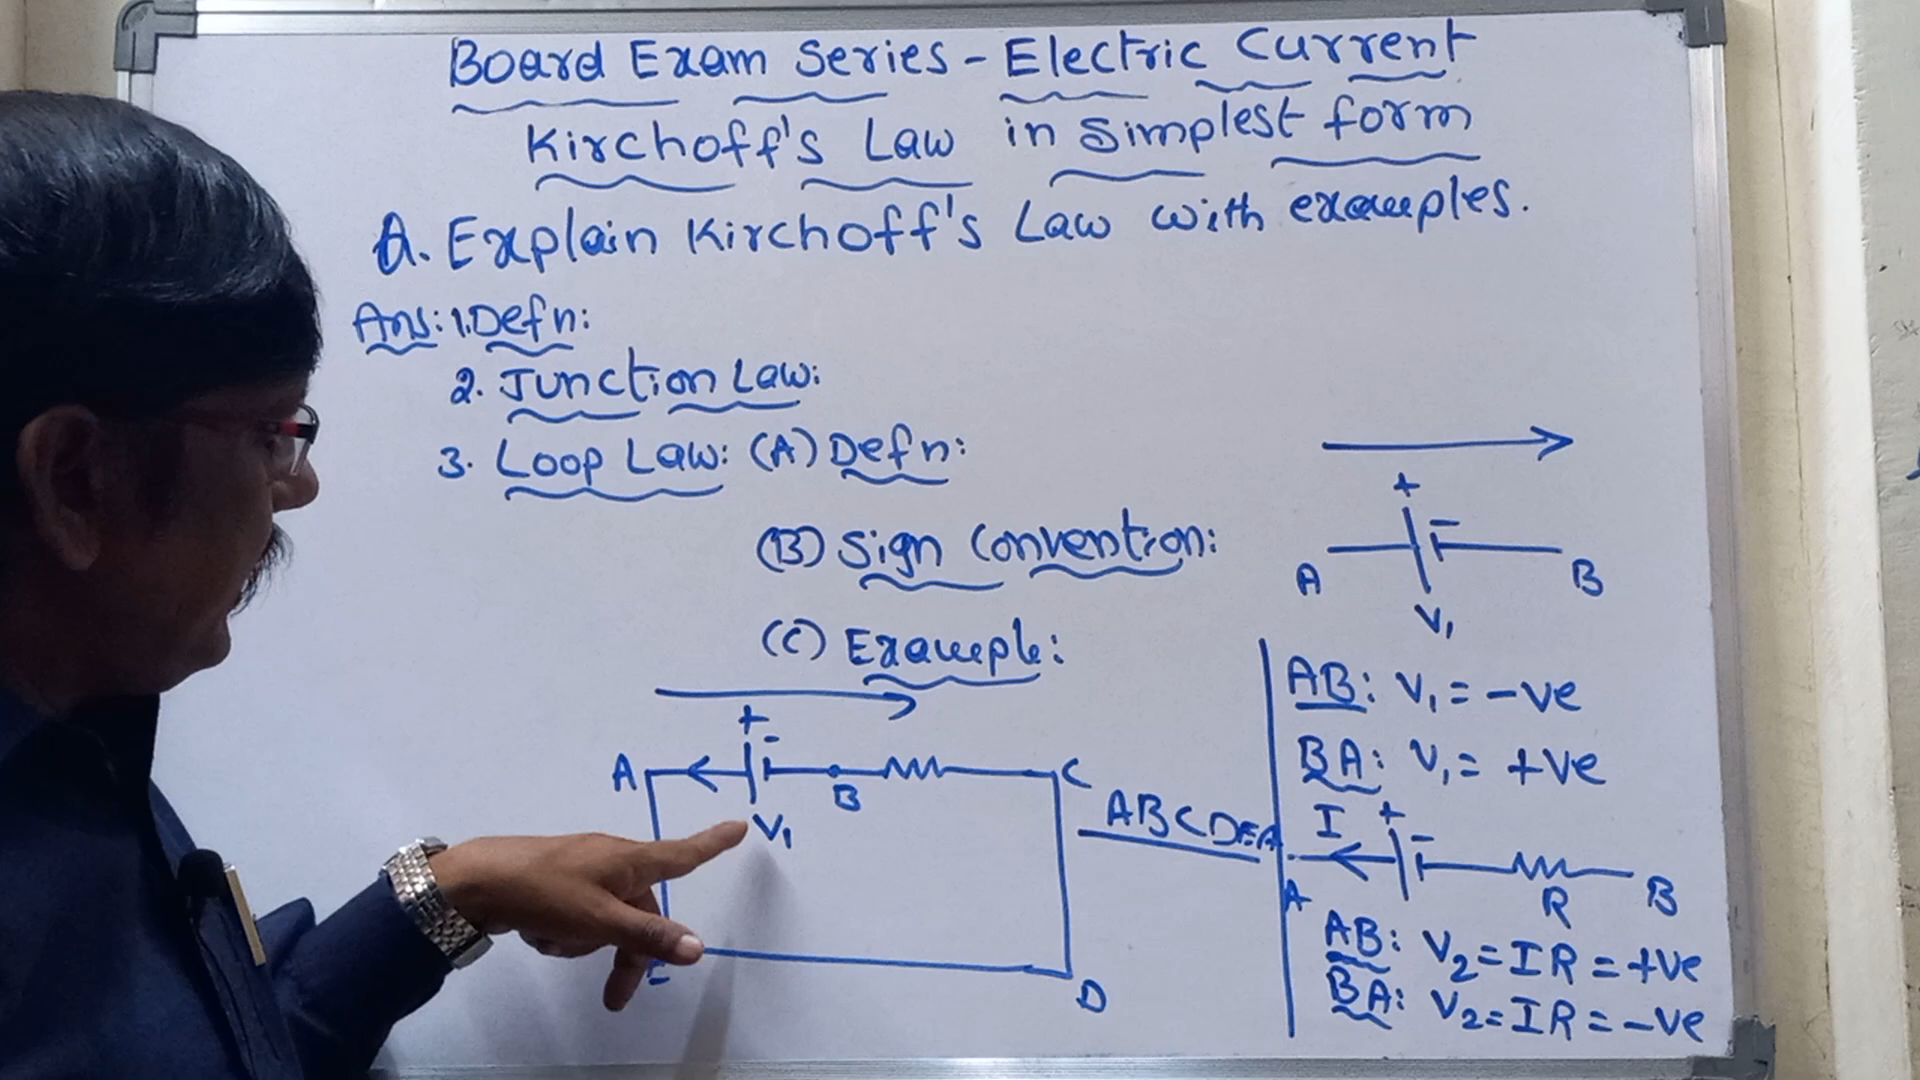 Board Exam Series - Electric Current
Kirchoff's Law in Simplest form
Q. Explain Kirchoff's Law with examples.
Ans: 1. Defn:
2. Junction Law:
3. Loop Law: (A) Defn:
(B) Sign Convention:
(C) Example:
+ -
A B C
V₁
E D
ABCDEA
+ -
A B
V₁
AB: V₁ = -ve
BA: V₁ = +ve
I + -
A R B
AB: V₂ = IR = +ve
BA: V₂ = IR = -ve